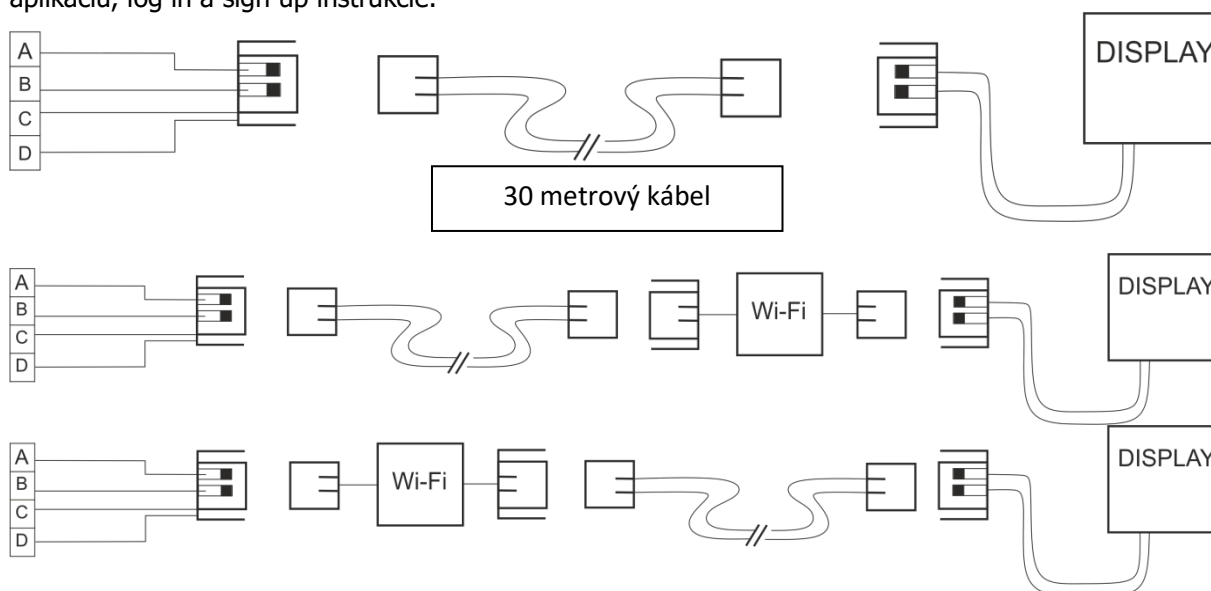 aplikáciu, log in a sign up inštrukcie.
A
B
C
D
DISPLAY
30 metrový kábel
A
B
C
D
Wi-Fi
DISPLAY
A
B
C
D
Wi-Fi
DISPLAY